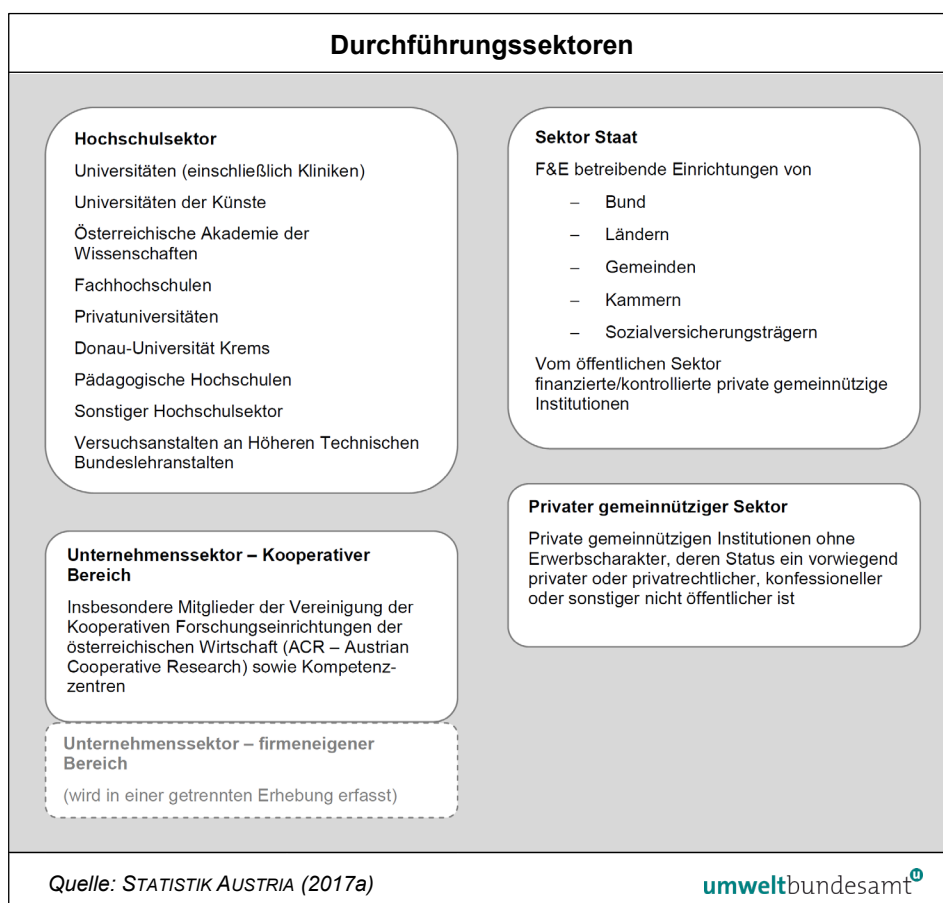 Durchführungssektoren
Hochschulsektor
Universitäten (einschließlich Kliniken)
Universitäten der Künste
Österreichische Akademie der
Wissenschaften
Fachhochschulen
Privatuniversitäten
Donau-Universität Krems
Pädagogische Hochschulen
Sonstiger Hochschulsektor
Versuchsanstalten an Höheren Technischen
Bundeslehranstalten
Unternehmenssektor – Kooperativer
Bereich
Insbesondere Mitglieder der Vereinigung der
Kooperativen Forschungseinrichtungen der
österreichischen Wirtschaft (ACR – Austrian
Cooperative Research) sowie Kompetenz-
zentren
Unternehmenssektor – firmeneigener
Bereich
(wird in einer getrennten Erhebung erfasst)
Sektor Staat
F&E betreibende Einrichtungen von
– Bund
– Ländern
– Gemeinden
– Kammern
– Sozialversicherungsträgern
Vom öffentlichen Sektor
finanzierte/kontrollierte private gemeinnützige
Institutionen
Privater gemeinnütziger Sektor
Private gemeinnützigen Institutionen ohne
Erwerbscharakter, deren Status ein vorwiegend
privater oder privatrechtlicher, konfessioneller
oder sonstiger nicht öffentlicher ist
Quelle: STATISTIK AUSTRIA (2017a)
umweltbundesamt u